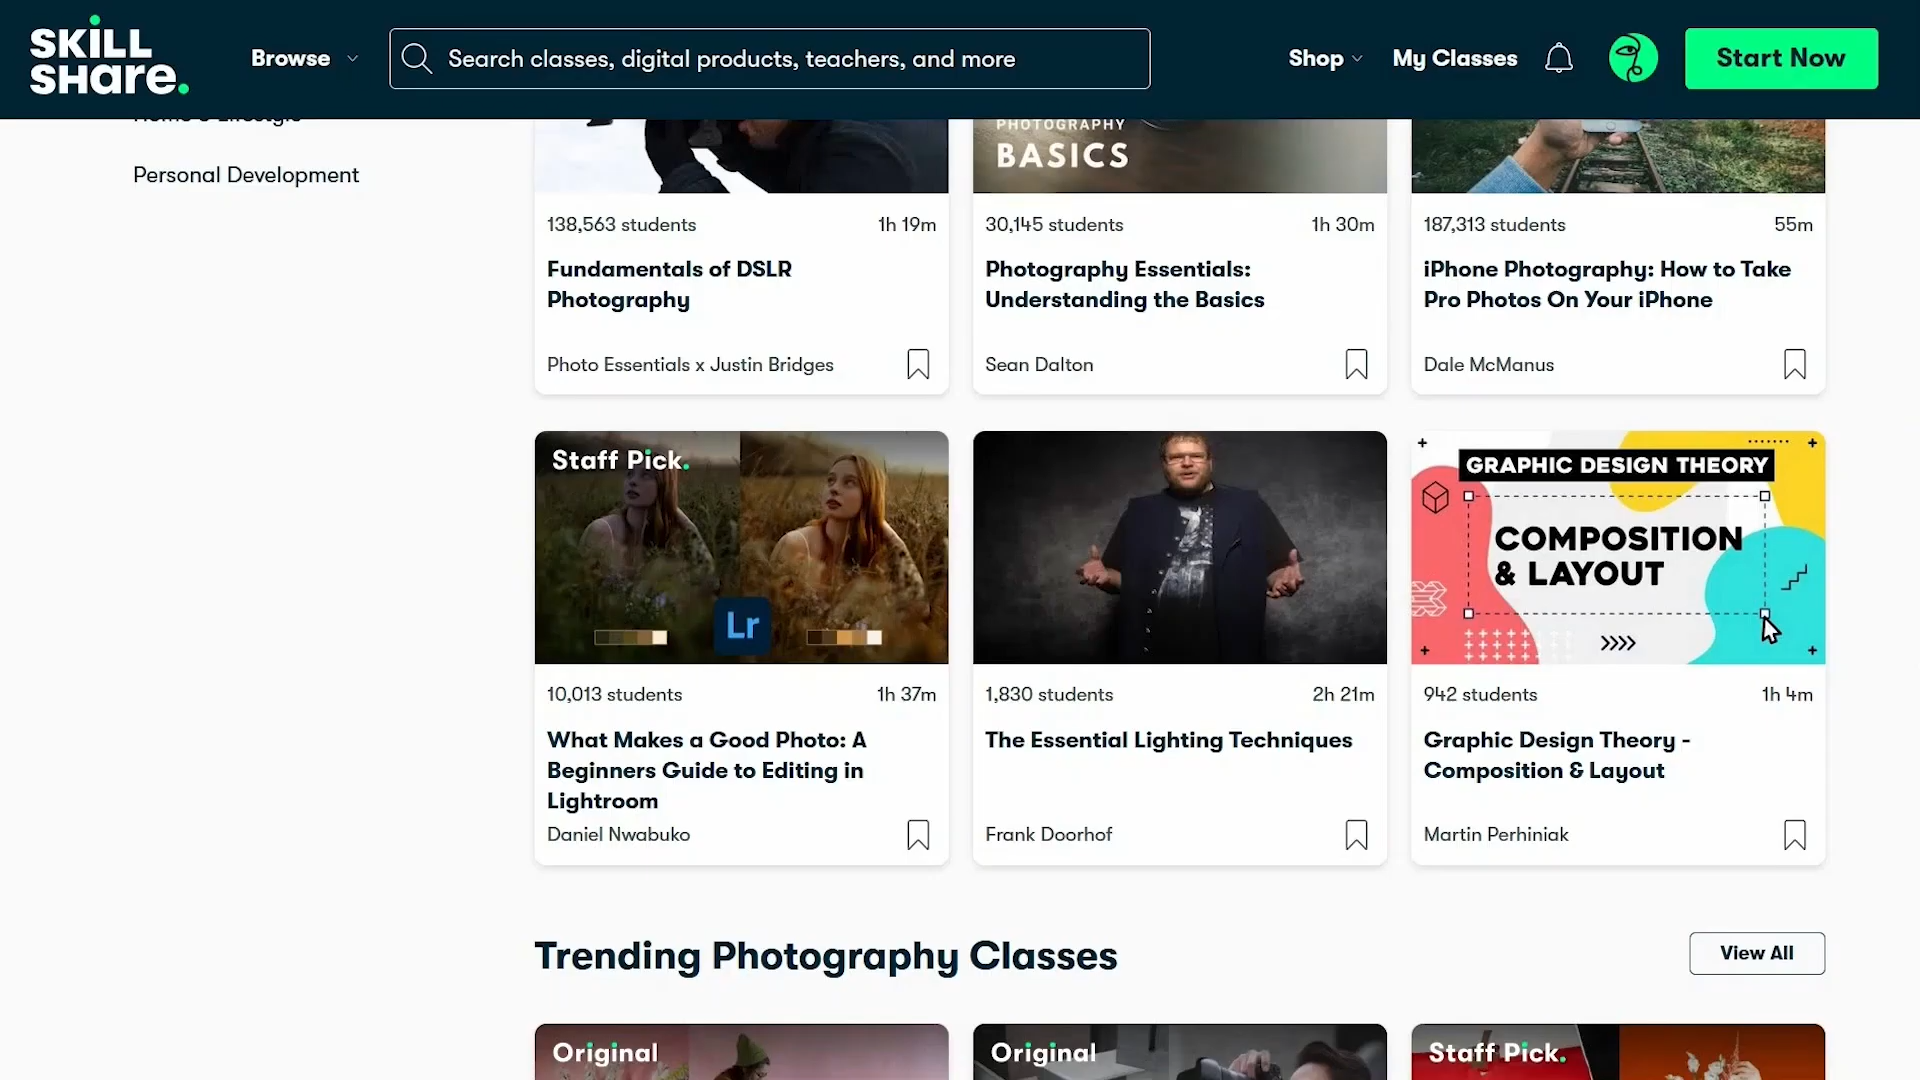 SKILL
SHare.
Browse
Search classes, digital products, teachers, and more
Shop
My Classes
Start Now
Home & Lifestyle
Personal Development
PHOTOGRAPHY
BASICS
138,563 students
1h 19m
Fundamentals of DSLR
Photography
Photo Essentials x Justin Bridges
30,145 students
1h 30m
Photography Essentials:
Understanding the Basics
Sean Dalton
187,313 students
55m
iPhone Photography: How to Take
Pro Photos On Your iPhone
Dale McManus
Staff Pick.
Lr
10,013 students
1h 37m
What Makes a Good Photo: A
Beginners Guide to Editing in
Lightroom
Daniel Nwabuko
1,830 students
2h 21m
The Essential Lighting Techniques
Frank Doorhof
GRAPHIC DESIGN THEORY
COMPOSITION
& LAYOUT
942 students
1h 4m
Graphic Design Theory -
Composition & Layout
Martin Perhiniak
Trending Photography Classes
View All
Original
Original
Staff Pick.